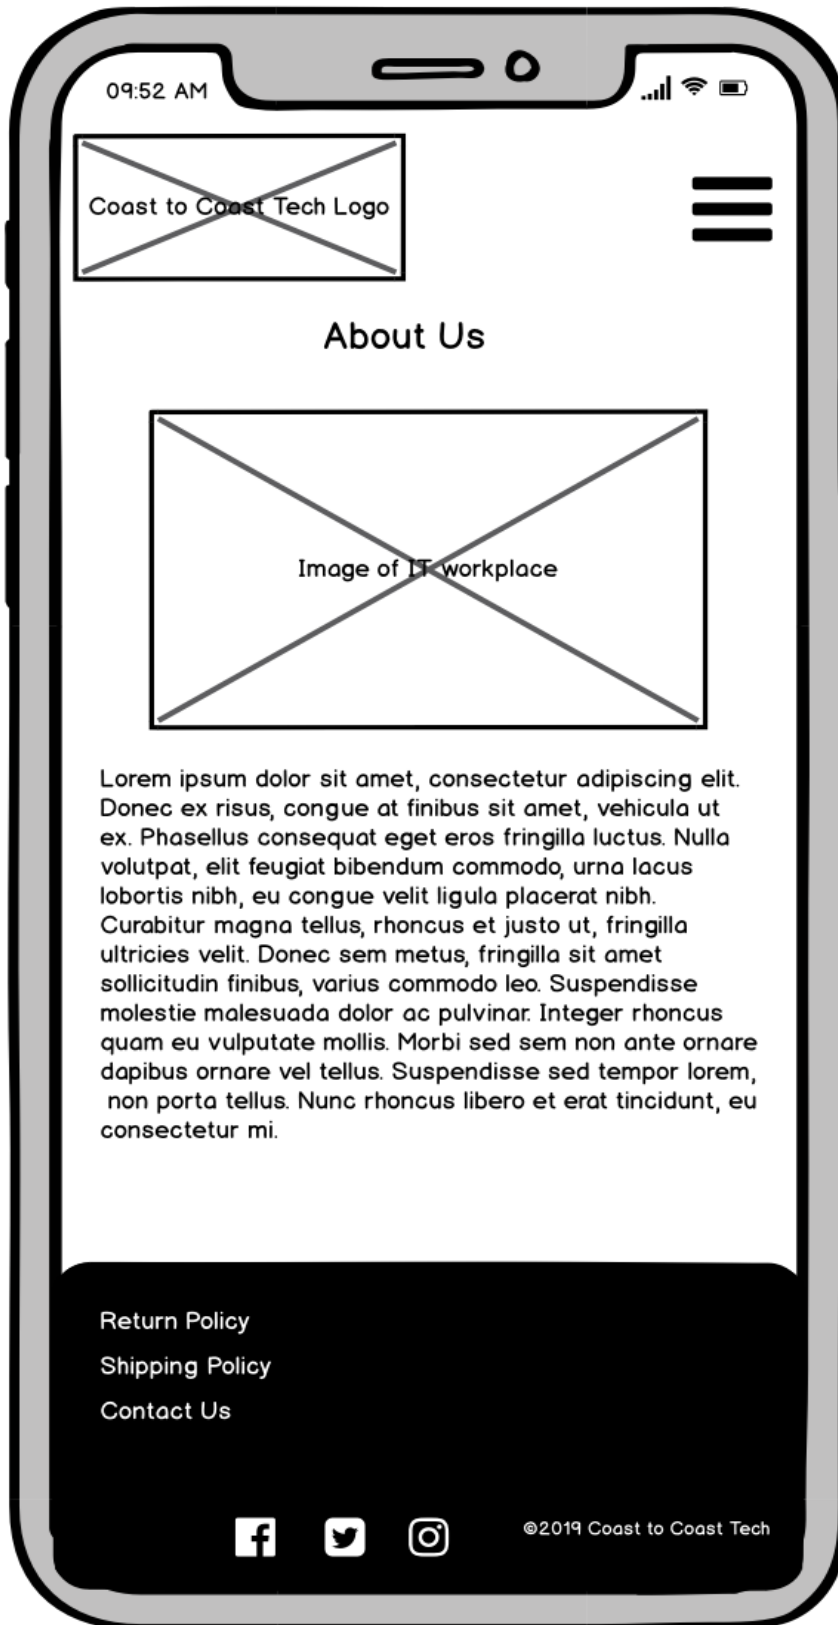 09:52 AM
Coast to Coast Tech Logo
About Us
Image of IT workplace
Lorem ipsum dolor sit amet, consectetur adipiscing elit.
Donec ex risus, congue at finibus sit amet, vehicula ut
ex. Phasellus consequat eget eros fringilla luctus. Nulla
volutpat, elit feugiat bibendum commodo, urna lacus
lobortis nibh, eu congue velit ligula placerat nibh.
Curabitur magna tellus, rhoncus et justo ut, fringilla
ultricies velit. Donec sem metus, fringilla sit amet
sollicitudin finibus, varius commodo leo. Suspendisse
molestie malesuada dolor ac pulvinar. Integer rhoncus
quam eu vulputate mollis. Morbi sed sem non ante ornare
dapibus ornare vel tellus. Suspendisse sed tempor lorem,
non porta tellus. Nunc rhoncus libero et erat tincidunt, eu
consectetur mi.
Return Policy
Shipping Policy
Contact Us
©2019 Coast to Coast Tech